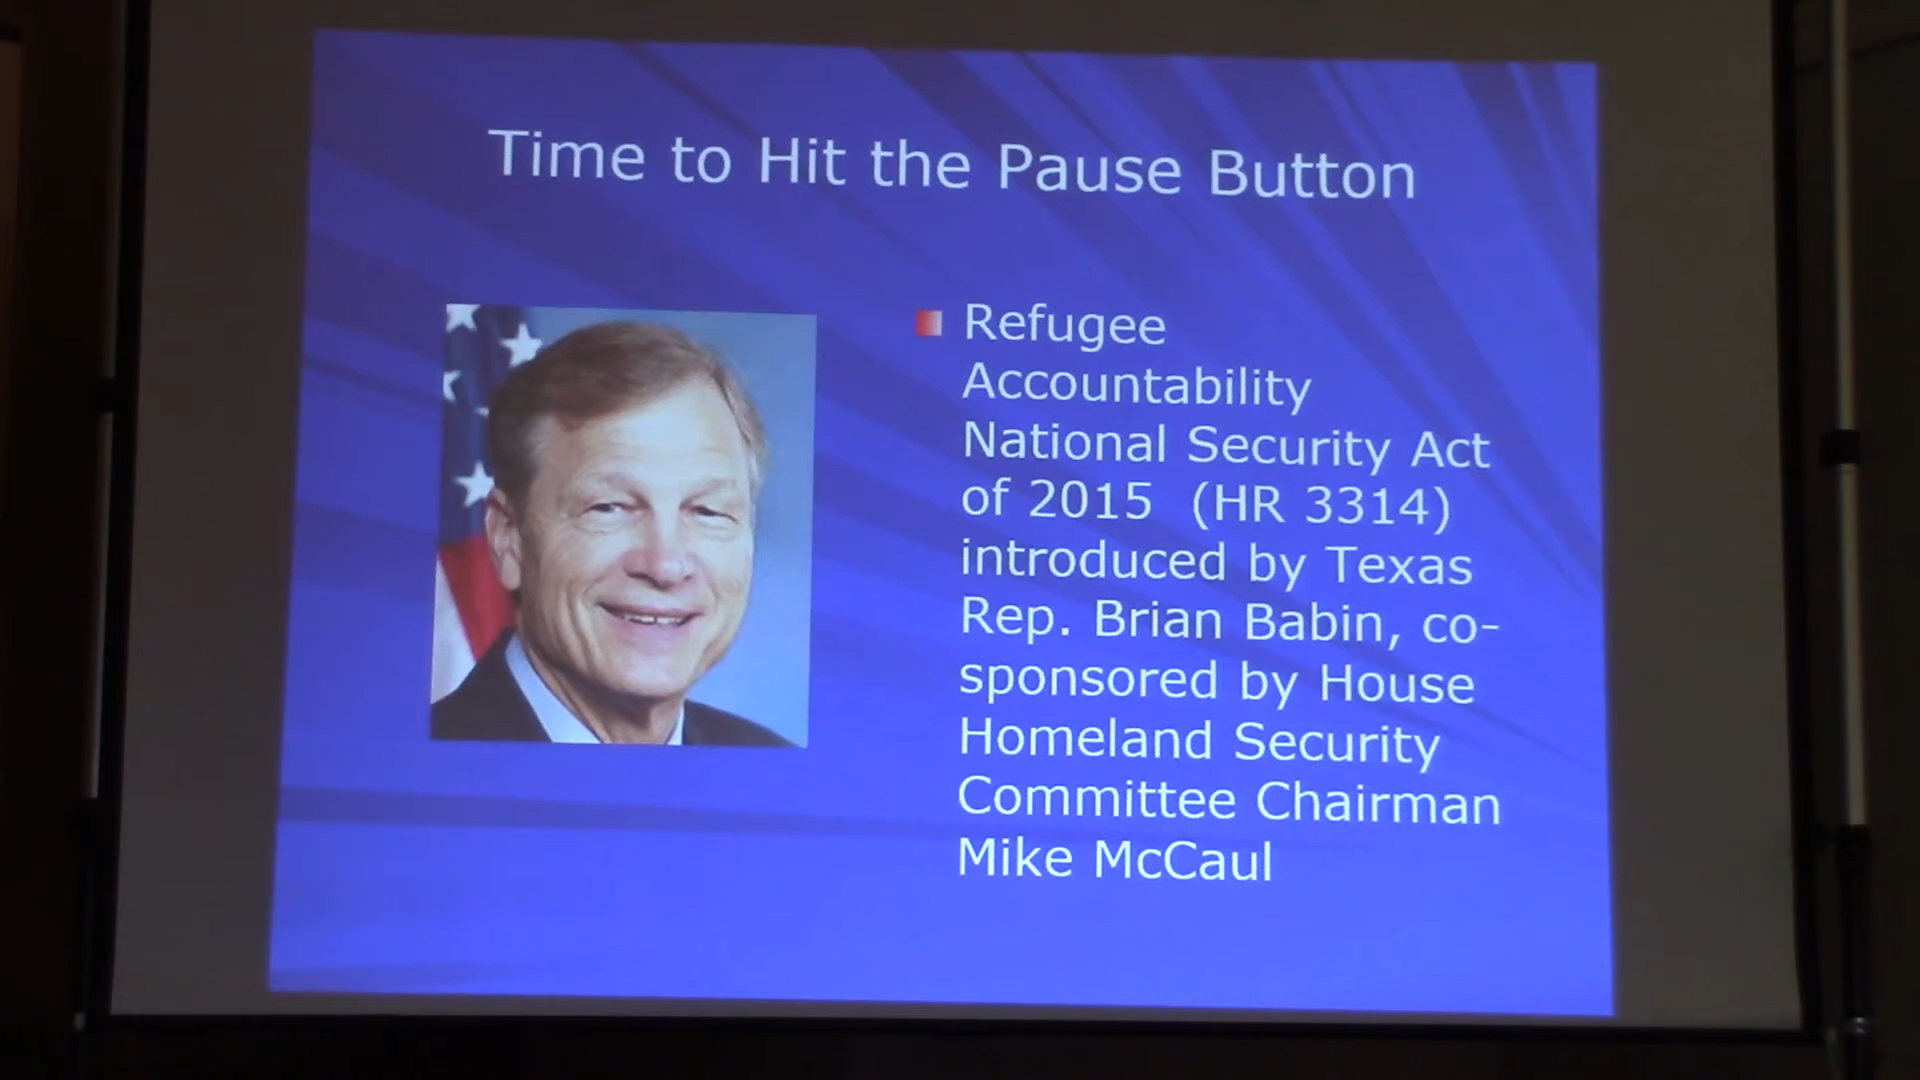 Time to Hit the Pause Button
Refugee
Accountability
National Security Act
of 2015 (HR 3314)
introduced by Texas
Rep. Brian Babin, co-
sponsored by House
Homeland Security
Committee Chairman
Mike McCaul